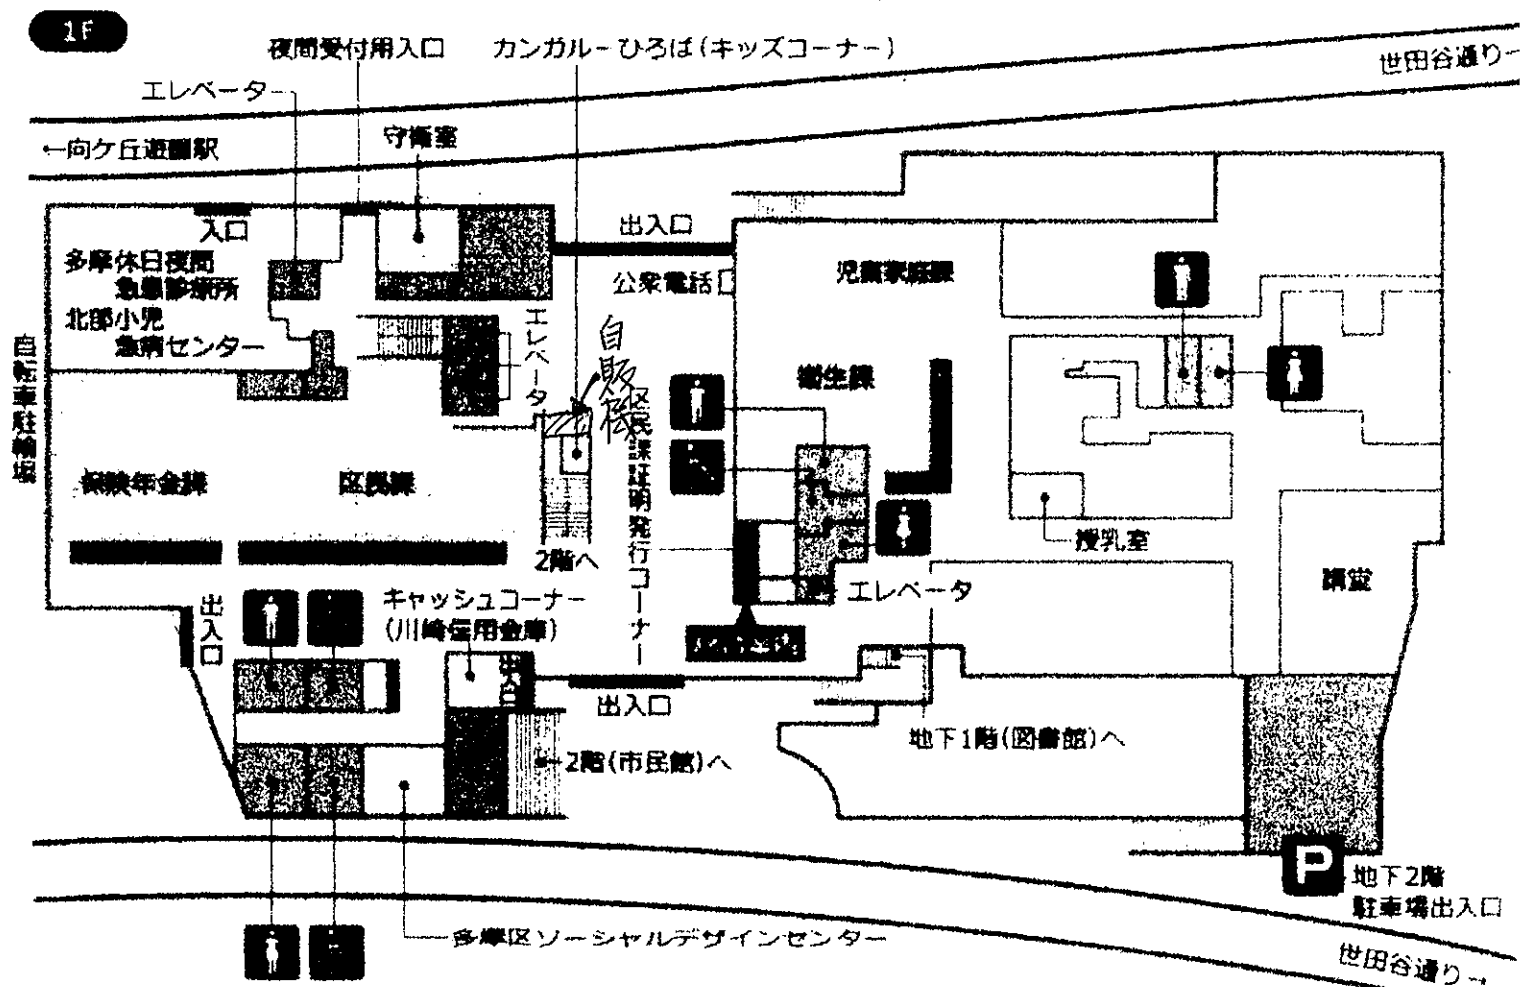 1F
夜間受付用入口
カンガルーひろば(キッズコーナー)
世田谷通り→
エレベータ
守衛室
←向ケ丘遊園駅
入口
出入口
多摩休日夜間
急患診療所
北部小児
急病センター
公衆電話
児童家庭課
エレベータ
自販機
自転車駐輪場
衛生課
区民課証明発行コーナー
保険年金課
区民課
2階へ
授乳室
講堂
出入口
キャッシュコーナー
(川崎信用金庫)
エレベータ
出入口
出入口
地下1階(図書館)へ
2階(市民館)へ
P
地下2階
駐車場出入口
多摩区ソーシャルデザインセンター
世田谷通り→